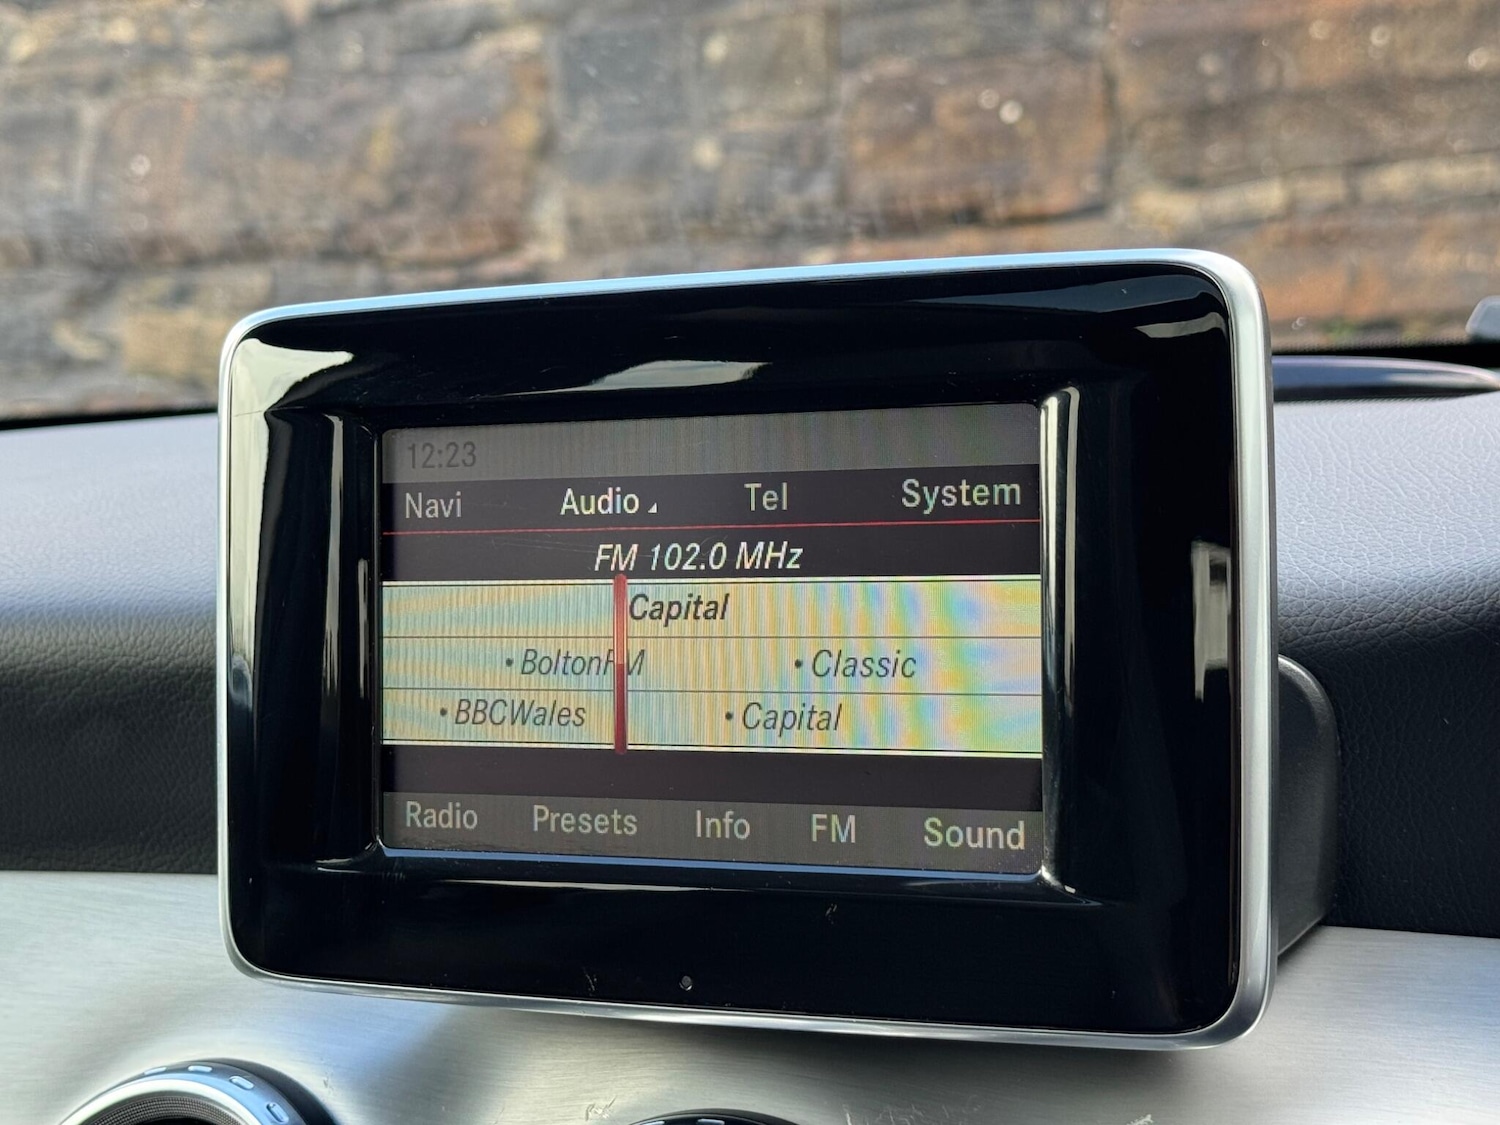 12:23
Navi Audio Tel System
FM 102.0 MHz
Capital
• BoltonFM • Classic
• BBCWales • Capital
Radio Presets Info FM Sound